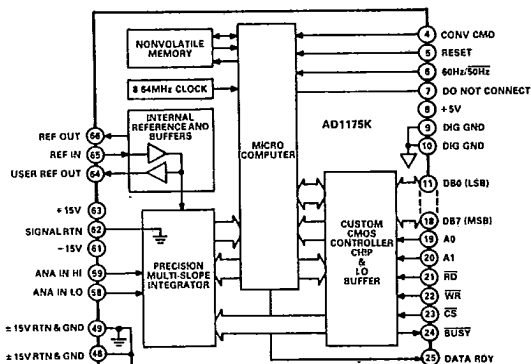 NONVOLATILE
MEMORY
8 64MHz CLOCK
INTERNAL
REFERENCE AND
BUFFERS
MICRO
COMPUTER
AD1175K
PRECISION
MULTI-SLOPE
INTEGRATOR
CUSTOM
CMOS
CONTROLLER
CHIP
&
I/O
BUFFER
REF OUT 66
REF IN 65
USER REF OUT 64
+15V 63
SIGNAL RTN 62
-15V 61
ANA IN HI 59
ANA IN LO 58
±15V RTN & GND 49
±15V RTN & GND 48
4 CONV CMD
5 RESET
6 60Hz/50Hz
7 DO NOT CONNECT
8 +5V
9 DIG GND
10 DIG GND
11 DB0 (LSB)
18 DB7 (MSB)
19 A0
20 A1
21 RD
22 WR
23 CS
24 BUSY
25 DATA RDY